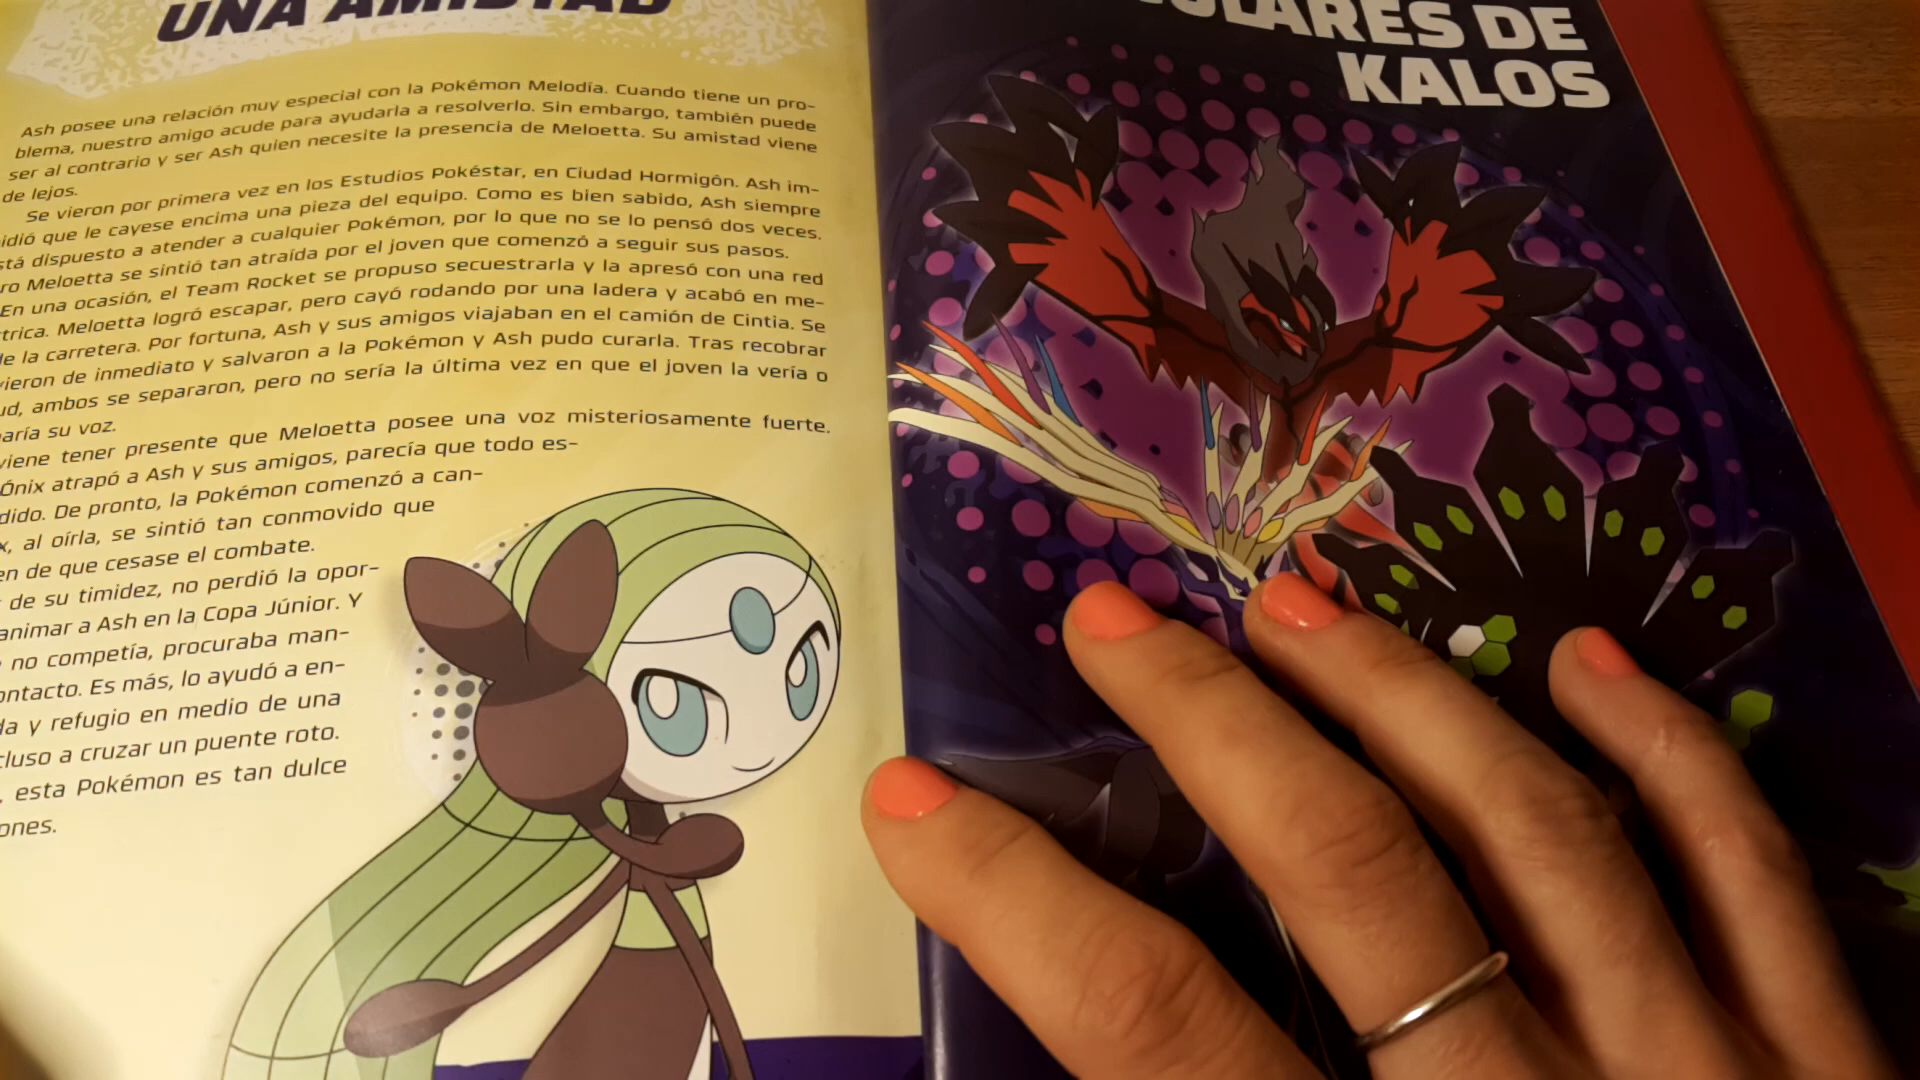 UNA AMISTAD
Ash posee una relación muy especial con la Pokémon Melodía. Cuando tiene un pro-
blema, nuestro amigo acude para ayudarla a resolverlo. Sin embargo, también puede
ser al contrario y ser Ash quien necesite la presencia de Meloetta. Su amistad viene
de lejos.
Se vieron por primera vez en los Estudios Pokéstar, en Ciudad Hormigón. Ash im-
idió que le cayese encima una pieza del equipo. Como es bien sabido, Ash siempre
stá dispuesto a atender a cualquier Pokémon, por lo que no se lo pensó dos veces.
ro Meloetta se sintió tan atraída por el joven que comenzó a seguir sus pasos.
En una ocasión, el Team Rocket se propuso secuestrarla y la apresó con una red
ctrica. Meloetta logró escapar, pero cayó rodando por una ladera y acabó en me-
de la carretera. Por fortuna, Ash y sus amigos viajaban en el camión de Cintia. Se
vieron de inmediato y salvaron a la Pokémon y Ash pudo curarla. Tras recobrar
ud, ambos se separaron, pero no sería la última vez en que el joven la vería o
haría su voz.
viene tener presente que Meloetta posee una voz misteriosamente fuerte.
Ónix atrapó a Ash y sus amigos, parecía que todo es-
dido. De pronto, la Pokémon comenzó a can-
x, al oírla, se sintió tan conmovido que
en de que cesase el combate.
de su timidez, no perdió la opor-
animar a Ash en la Copa Júnior. Y
no competía, procuraba man-
ontacto. Es más, lo ayudó a en-
da y refugio en medio de una
cluso a cruzar un puente roto.
, esta Pokémon es tan dulce
ones.
ULARES DE
KALOS